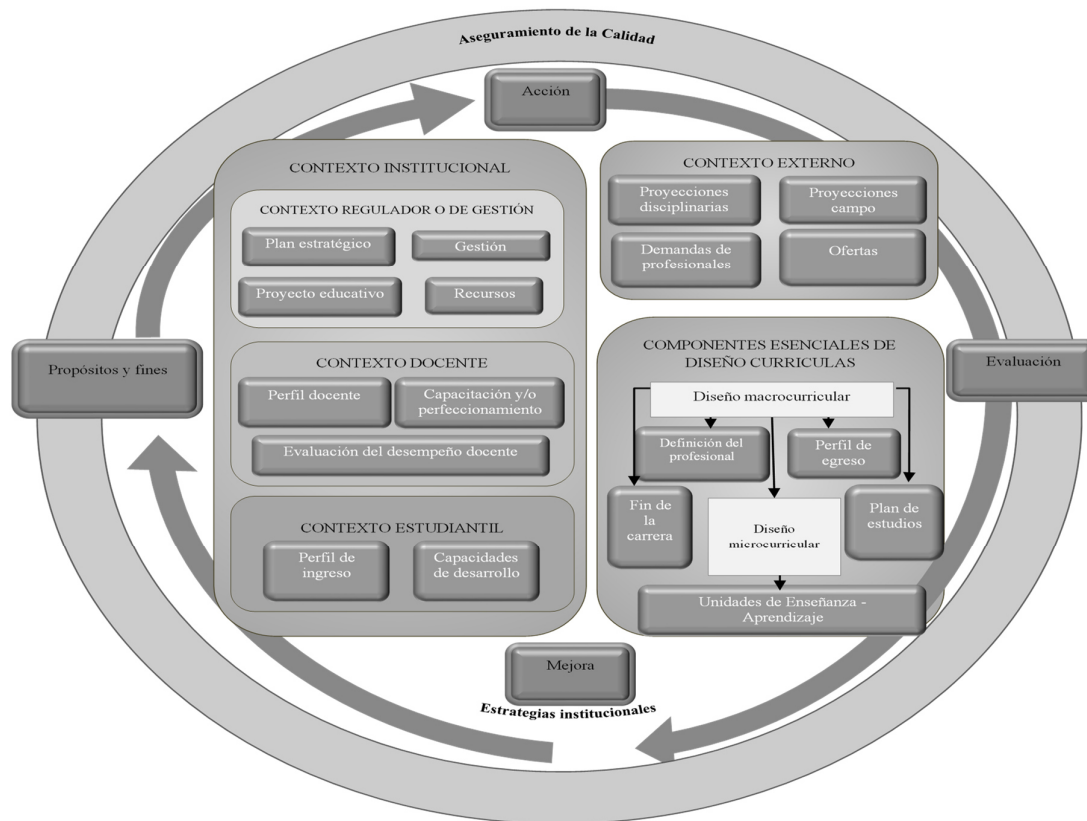 Aseguramiento de la Calidad
Acción
CONTEXTO INSTITUCIONAL
CONTEXTO REGULADOR O DE GESTIÓN
Plan estratégico
Gestión
Proyecto educativo
Recursos
CONTEXTO DOCENTE
Perfil docente
Capacitación y/o
perfeccionamiento
Evaluación del desempeño docente
CONTEXTO ESTUDIANTIL
Perfil de
ingreso
Capacidades
de desarrollo
CONTEXTO EXTERNO
Proyecciones
disciplinarias
Proyecciones
campo
Demandas de
profesionales
Ofertas
COMPONENTES ESENCIALES DE
DISEÑO CURRICULAS
Diseño macrocurricular
Definición del
profesional
Perfil de
egreso
Fin de
la
carrera
Diseño
microcurricular
Plan de
estudios
Unidades de Enseñanza -
Aprendizaje
Propósitos y fines
Evaluación
Mejora
Estrategias institucionales